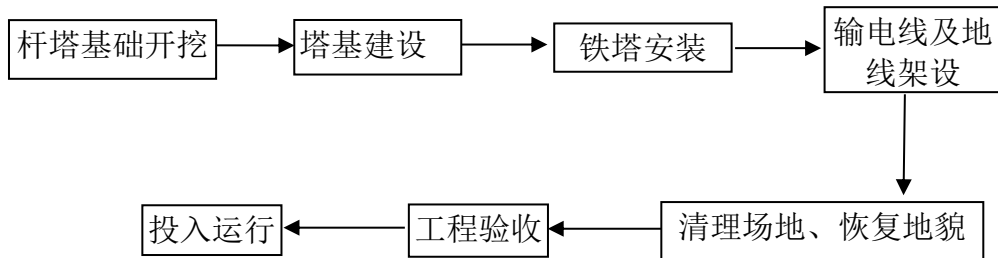 杆塔基础开挖
塔基建设
铁塔安装
输电线及地
线架设
清理场地、恢复地貌
工程验收
投入运行